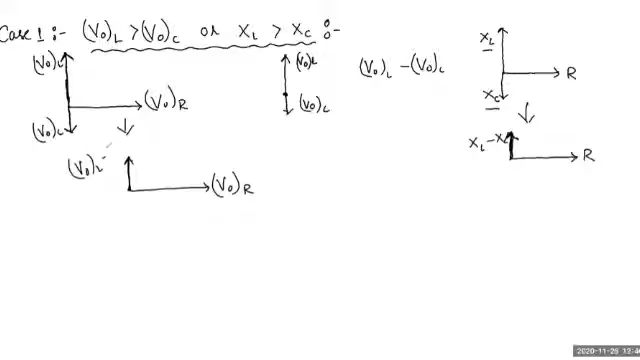 Case 1 :- (V₀)L > (V₀)C or XL > XC :-
(V₀)L
(V₀)R
(V₀)C
(V₀)L
(V₀)C
(V₀)L - (V₀)C
XL
R
XC
(V₀)L -
(V₀)R
XL - XC
R
2020-11-26